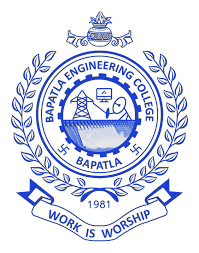 BAPATLA ENGINEERING COLLEGE
BAPATLA
1981
WORK IS WORSHIP